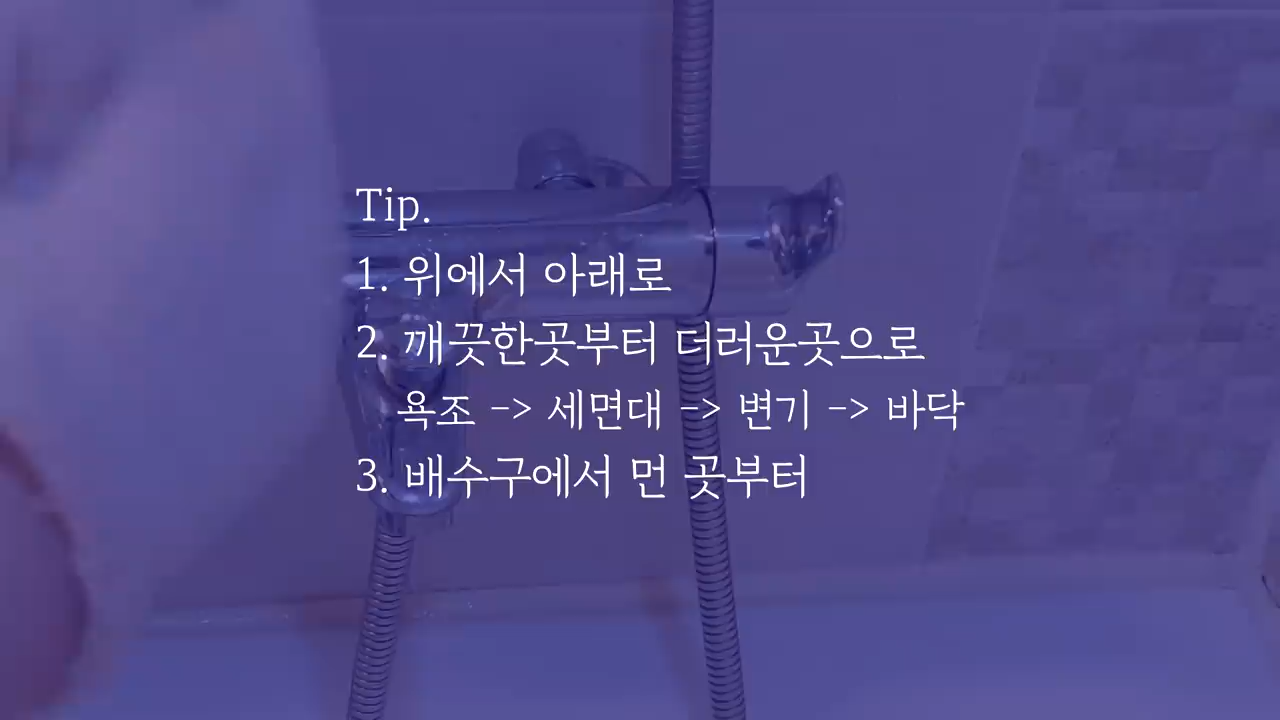 Tip.
1. 위에서 아래로
2. 깨끗한곳부터 더러운곳으로
욕조 -> 세면대 -> 변기 -> 바닥
3. 배수구에서 먼 곳부터